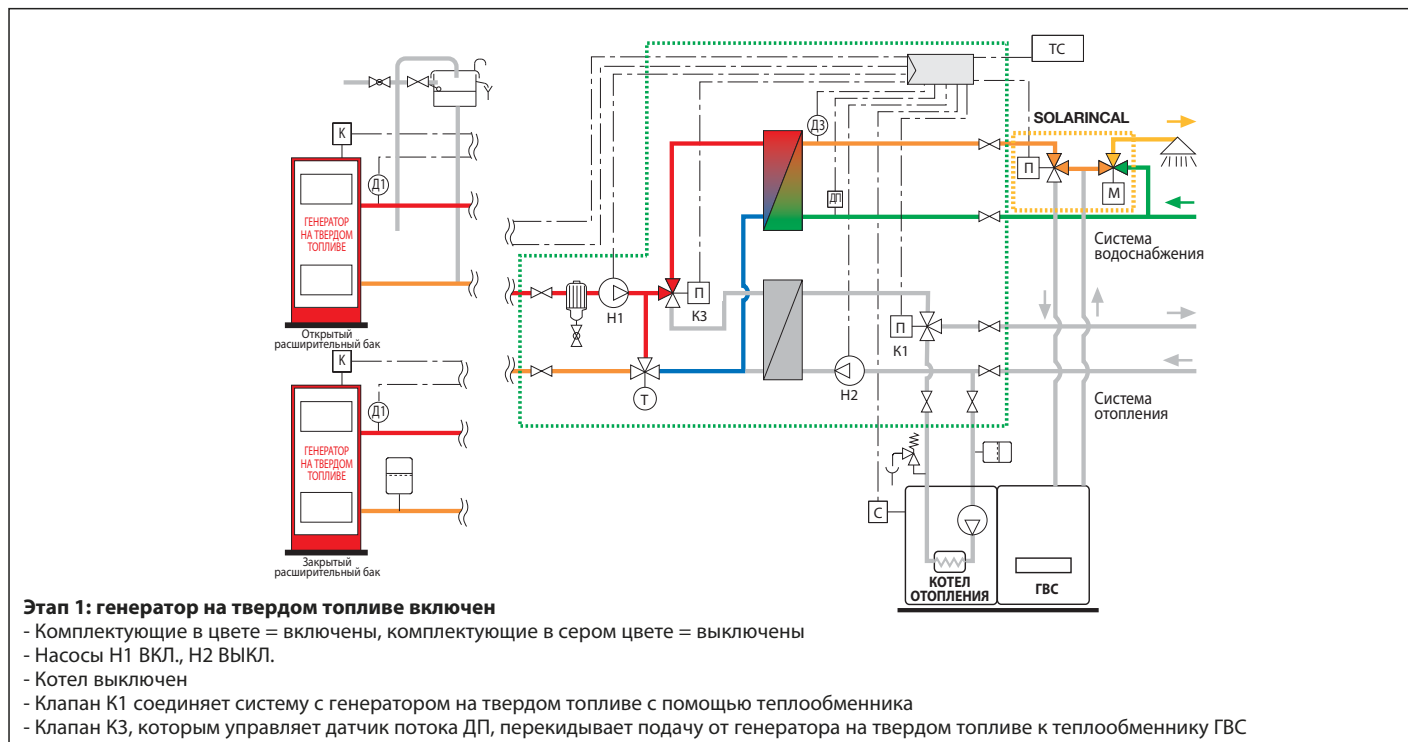 ТС
К
Д3
SOLARINCAL
Д1
П
ДП
М
ГЕНЕРАТОР
НА ТВЕРДОМ
ТОПЛИВЕ
Система
водоснабжения
П
Н1
К3
П
К1
Открытый
расширительный бак
К
Т
Н2
Система
отопления
Д1
ГЕНЕРАТОР
НА ТВЕРДОМ
ТОПЛИВЕ
С
Закрытый
расширительный бак
КОТЕЛ
ОТОПЛЕНИЯ
ГВС
Этап 1: генератор на твердом топливе включен
- Комплектующие в цвете = включены, комплектующие в сером цвете = выключены
- Насосы Н1 ВКЛ., Н2 ВЫКЛ.
- Котел выключен
- Клапан К1 соединяет систему с генератором на твердом топливе с помощью теплообменника
- Клапан К3, которым управляет датчик потока ДП, перекидывает подачу от генератора на твердом топливе к теплообменнику ГВС